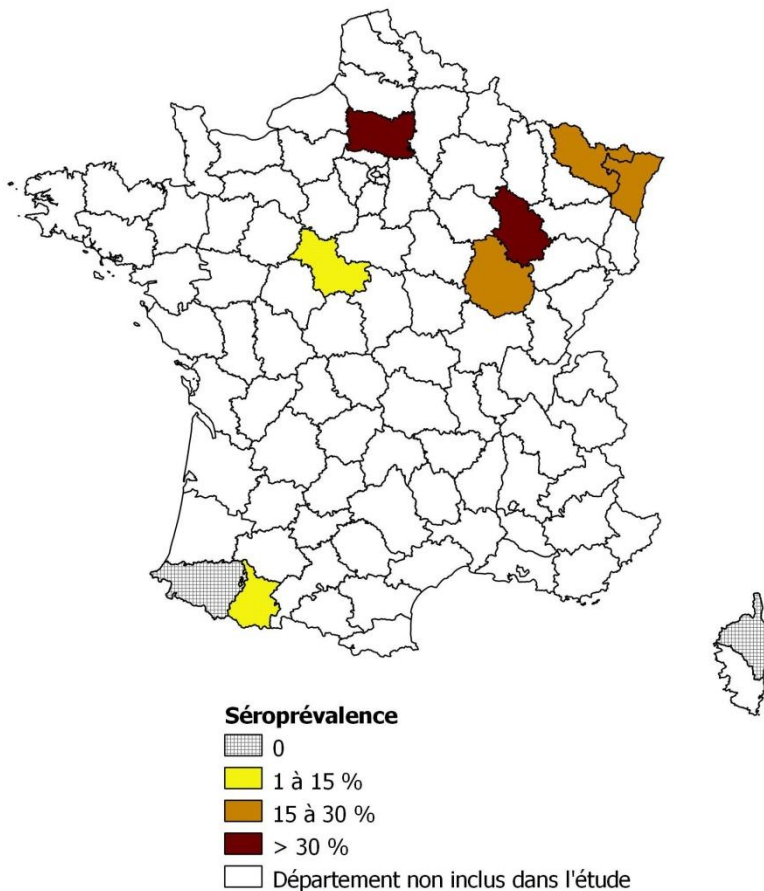 Séroprévalence
0
1 à 15 %
15 à 30 %
> 30 %
Département non inclus dans l'étude